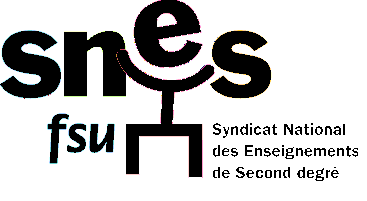 snes
fsu
Syndicat National
des Enseignements
de Second degré